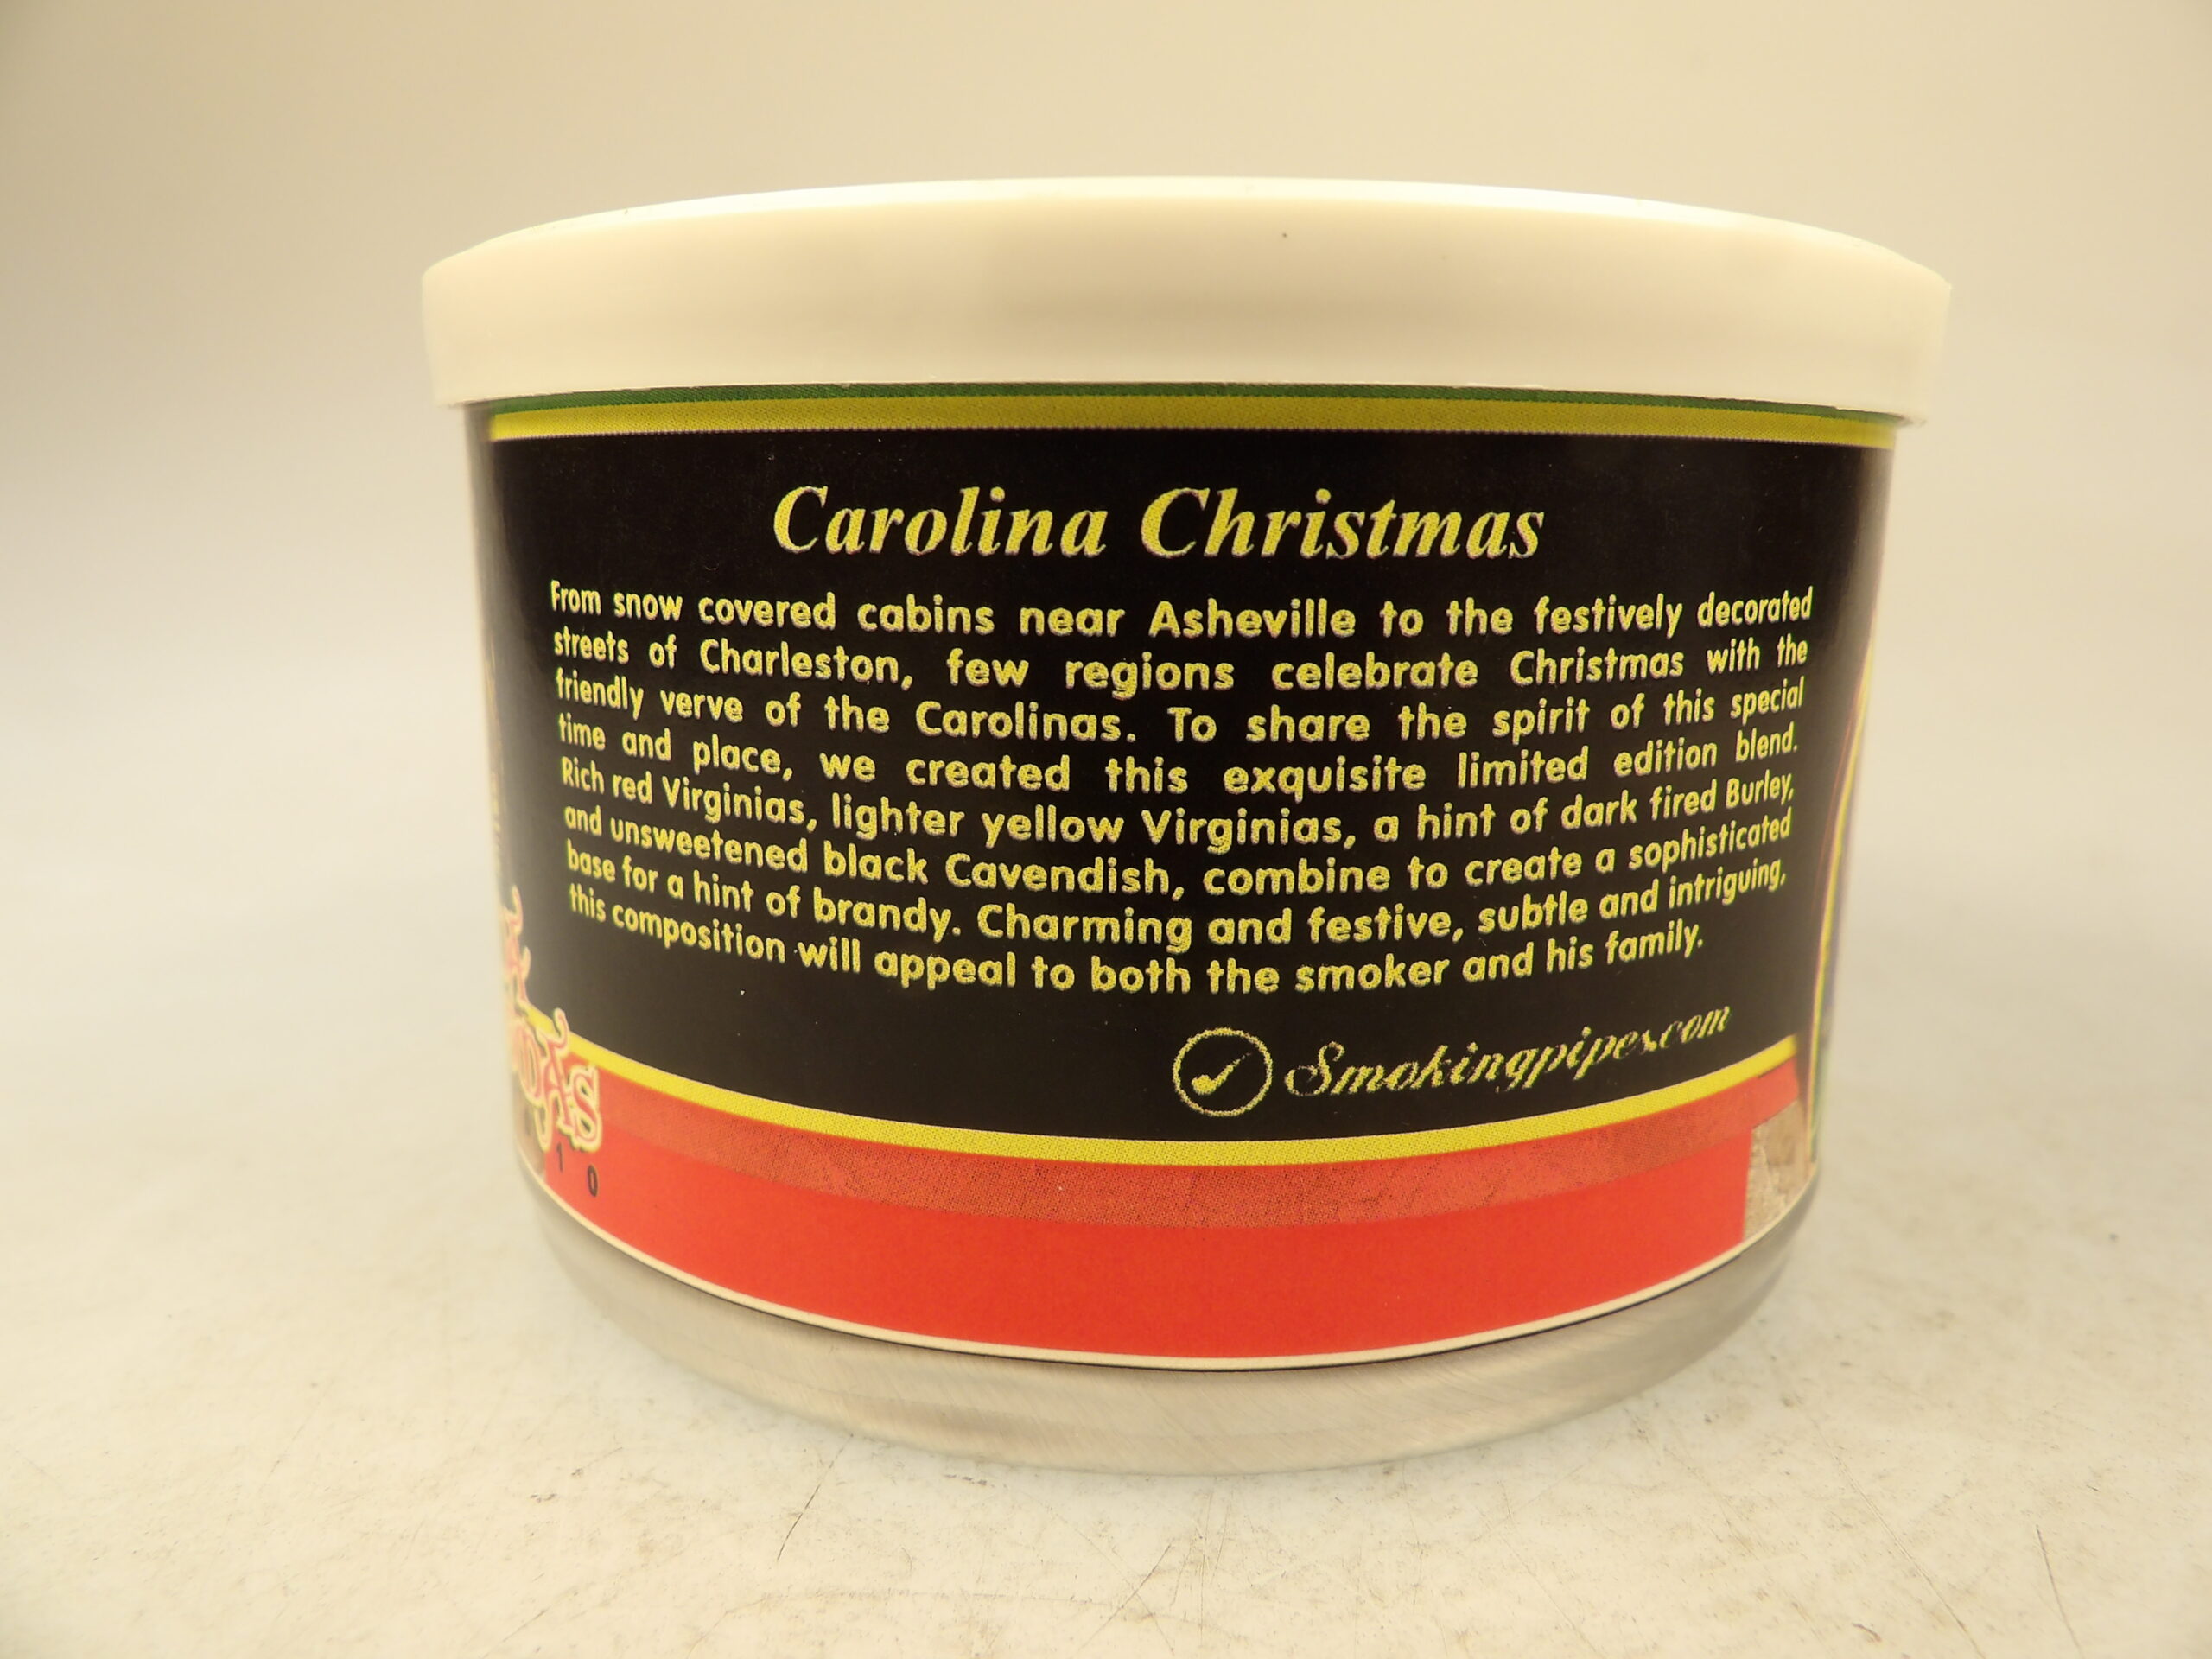 Carolina Christmas
From snow covered cabins near Asheville to the festively decorated
streets of Charleston, few regions celebrate Christmas with the
friendly verve of the Carolinas. To share the spirit of this special
time and place, we created this exquisite limited edition blend.
Rich red Virginias, lighter yellow Virginias, a hint of dark fired Burley,
and unsweetened black Cavendish, combine to create a sophisticated
base for a hint of brandy. Charming and festive, subtle and intriguing,
this composition will appeal to both the smoker and his family.
Smokingpipes.com
1 0